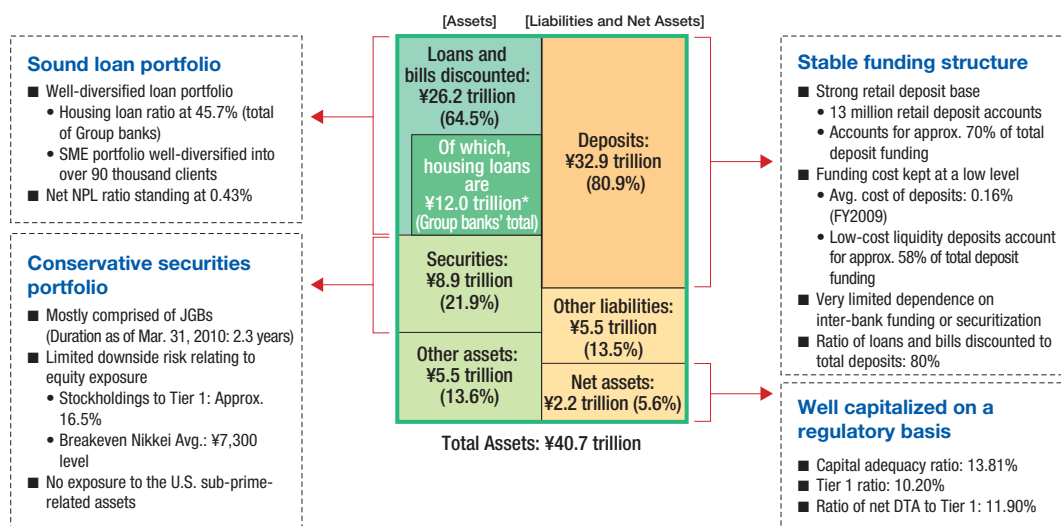 [Assets]
[Liabilities and Net Assets]
Sound loan portfolio
■ Well-diversified loan portfolio
• Housing loan ratio at 45.7% (total
of Group banks)
• SME portfolio well-diversified into
over 90 thousand clients
■ Net NPL ratio standing at 0.43%
Conservative securities
portfolio
■ Mostly comprised of JGBs
(Duration as of Mar. 31, 2010: 2.3 years)
■ Limited downside risk relating to
equity exposure
• Stockholdings to Tier 1: Approx.
16.5%
• Breakeven Nikkei Avg.: ¥7,300
level
■ No exposure to the U.S. sub-prime-
related assets
Loans and
bills discounted:
¥26.2 trillion
(64.5%)
Of which,
housing loans
are
¥12.0 trillion*
(Group banks' total)
Securities:
¥8.9 trillion
(21.9%)
Other assets:
¥5.5 trillion
(13.6%)
Deposits:
¥32.9 trillion
(80.9%)
Other liabilities:
¥5.5 trillion
(13.5%)
Net assets:
¥2.2 trillion (5.6%)
Total Assets: ¥40.7 trillion
Stable funding structure
■ Strong retail deposit base
• 13 million retail deposit accounts
• Accounts for approx. 70% of total
deposit funding
■ Funding cost kept at a low level
• Avg. cost of deposits: 0.16%
(FY2009)
• Low-cost liquidity deposits account
for approx. 58% of total deposit
funding
■ Very limited dependence on
inter-bank funding or securitization
■ Ratio of loans and bills discounted to
total deposits: 80%
Well capitalized on a
regulatory basis
■ Capital adequacy ratio: 13.81%
■ Tier 1 ratio: 10.20%
■ Ratio of net DTA to Tier 1: 11.90%